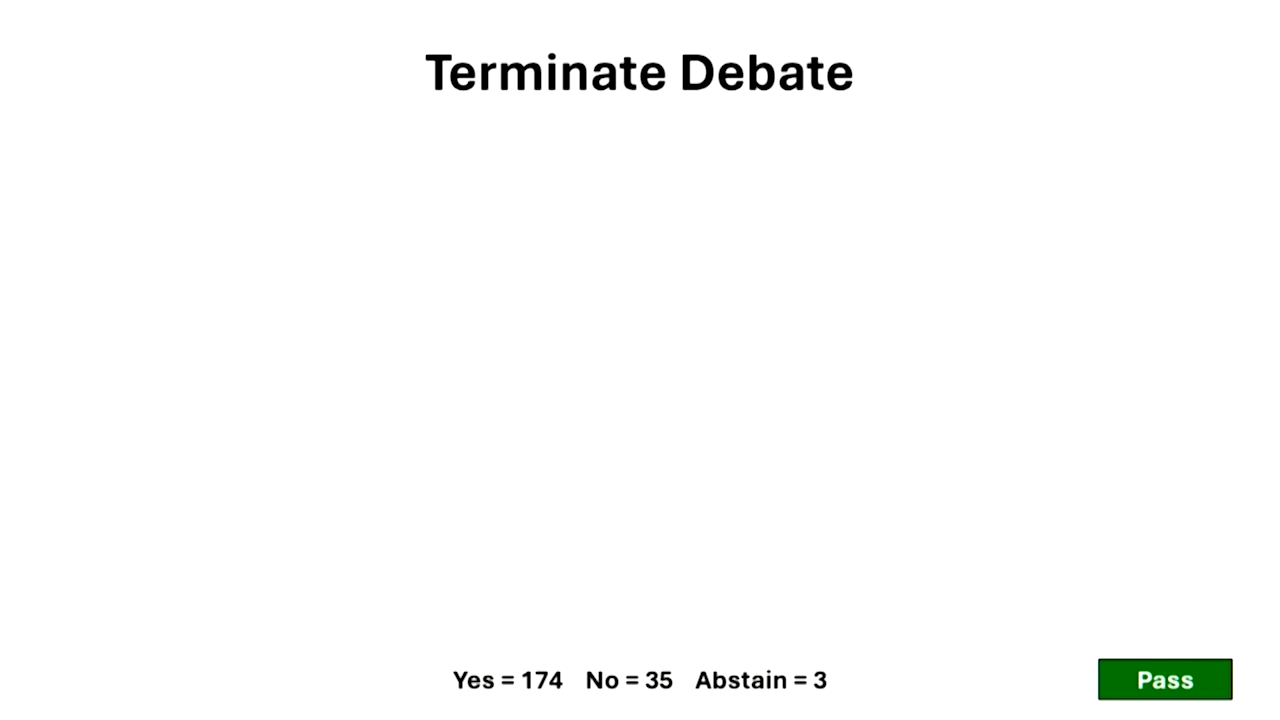 Terminate Debate
Yes = 174 No = 35 Abstain = 3
Pass